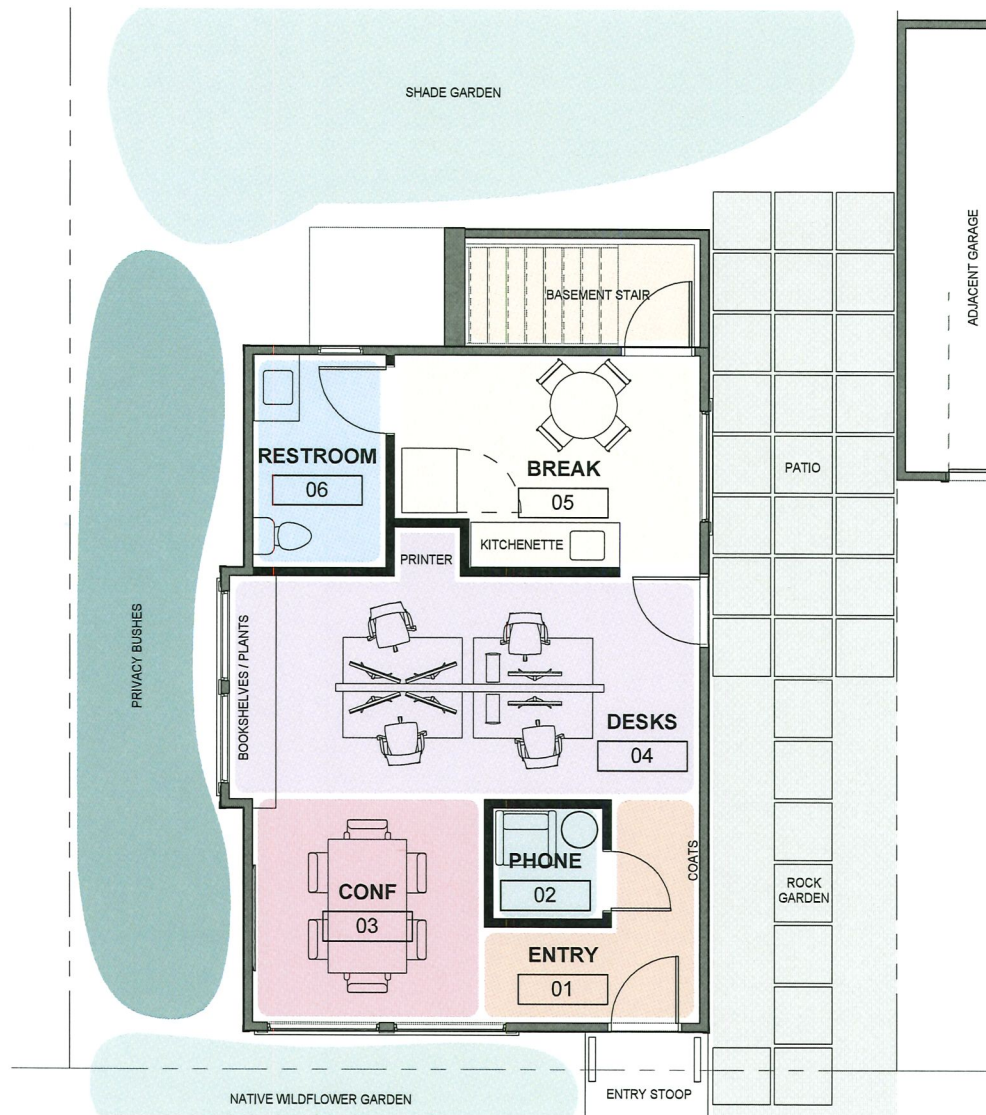 SHADE GARDEN
ADJACENT GARAGE
BASEMENT STAIR
RESTROOM
06
BREAK
05
PATIO
KITCHENETTE
PRINTER
PRIVACY BUSHES
BOOKSHELVES / PLANTS
DESKS
04
PHONE
02
COATS
CONF
03
ROCK
GARDEN
ENTRY
01
ENTRY STOOP
NATIVE WILDFLOWER GARDEN